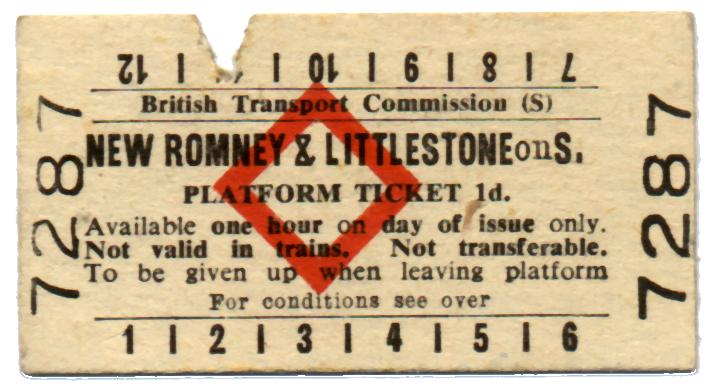 12 | | 10 | 9 | 8 | 7
British Transport Commission (S)
NEW ROMNEY & LITTLESTONE on S.
PLATFORM TICKET 1d.
Available one hour on day of issue only.
Not valid in trains. Not transferable.
To be given up when leaving platform
For conditions see over
1 | 2 | 3 | 4 | 5 | 6
7287
7287